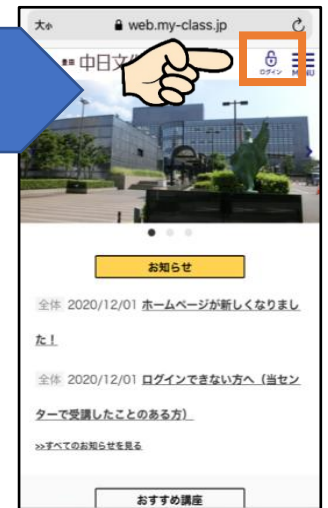 大小 web.my-class.jp
中日文
ログイン
MENU
お知らせ
全体 2020/12/01 ホームページが新しくなりまし
た！
全体 2020/12/01 ログインできない方へ（当セン
ターで受講したことのある方）
>>すべてのお知らせを見る
おすすめ講座